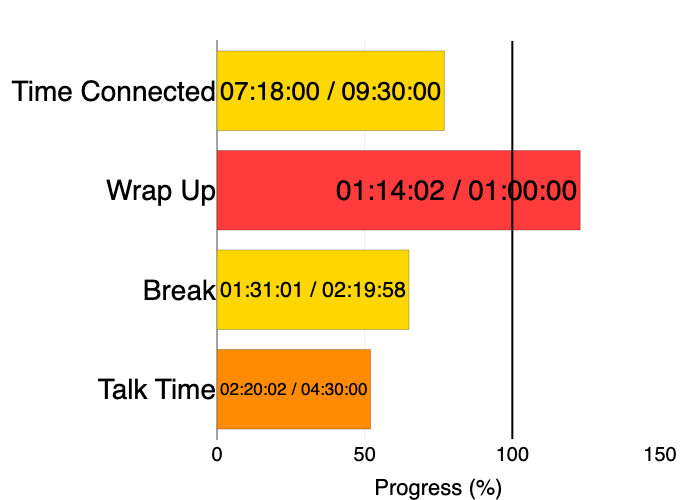 Time Connected 07:18:00 / 09:30:00
Wrap Up 01:14:02 / 01:00:00
Break 01:31:01 / 02:19:58
Talk Time 02:20:02 / 04:30:00
0 50 100 150
Progress (%)